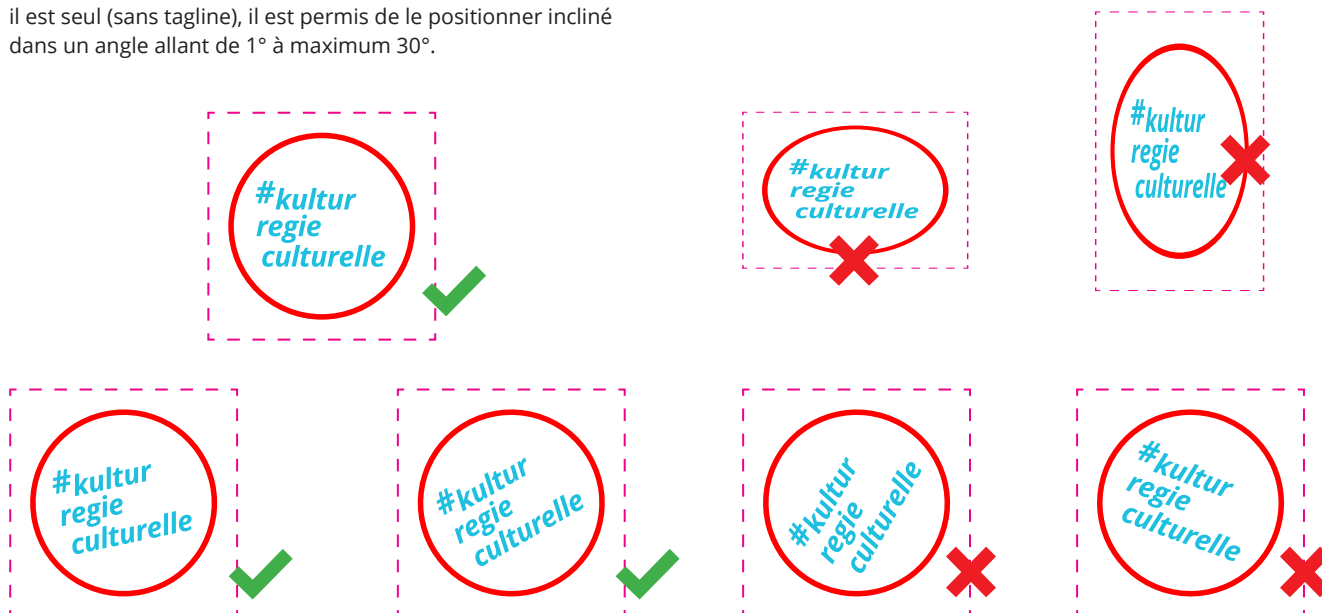 il est seul (sans tagline), il est permis de le positionner incliné
dans un angle allant de 1° à maximum 30°.
#kultur
regie
culturelle
#kultur
regie
culturelle
#kultur
regie
culturelle
#kultur
regie
culturelle
#kultur
regie
culturelle
#kultur
regie
culturelle
#kultur
regie
culturelle